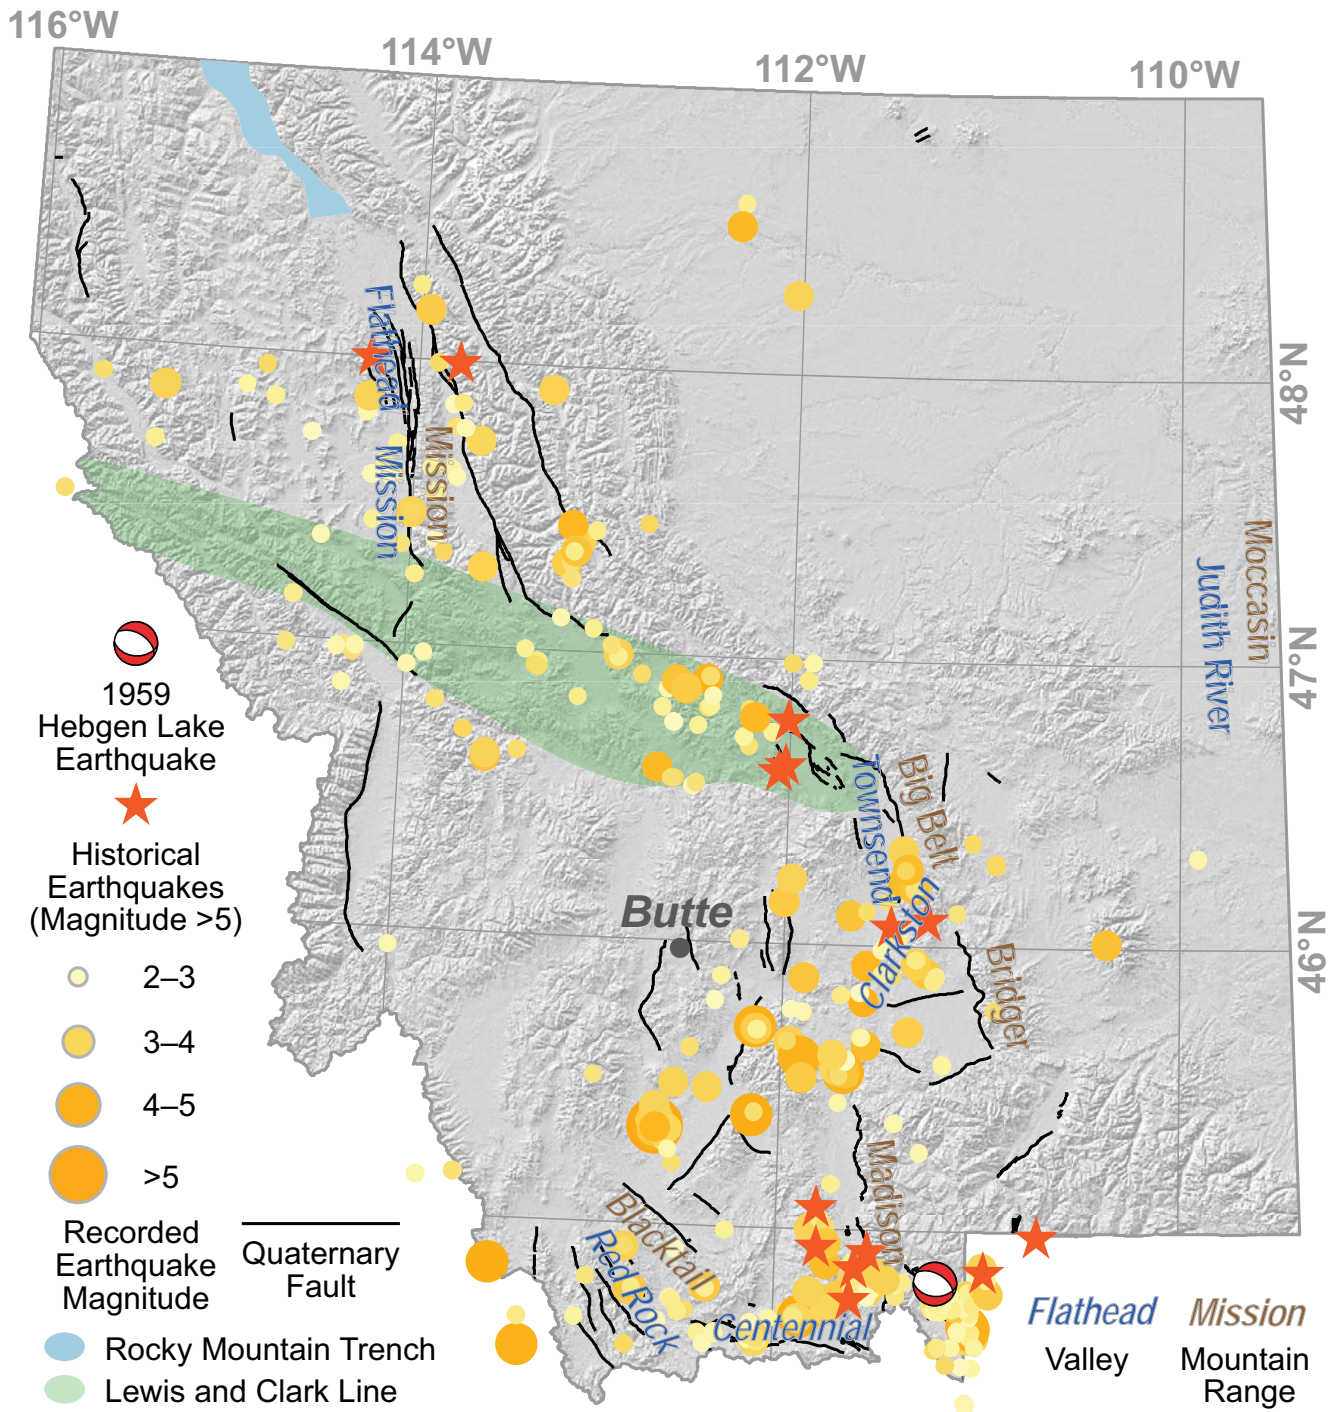 116°W
114°W
112°W
110°W
48°N
47°N
46°N
Flathead
Mission
Mission
Moccasin
Judith River
Townsend
Big Belt
Clarkston
Butte
Bridger
Madison
Blacktail
Red Rock
Centennial
1959
Hebgen Lake
Earthquake
Historical
Earthquakes
(Magnitude >5)
2–3
3–4
4–5
>5
Recorded
Earthquake
Magnitude
Quaternary
Fault
Rocky Mountain Trench
Lewis and Clark Line
Flathead
Valley
Mission
Mountain
Range